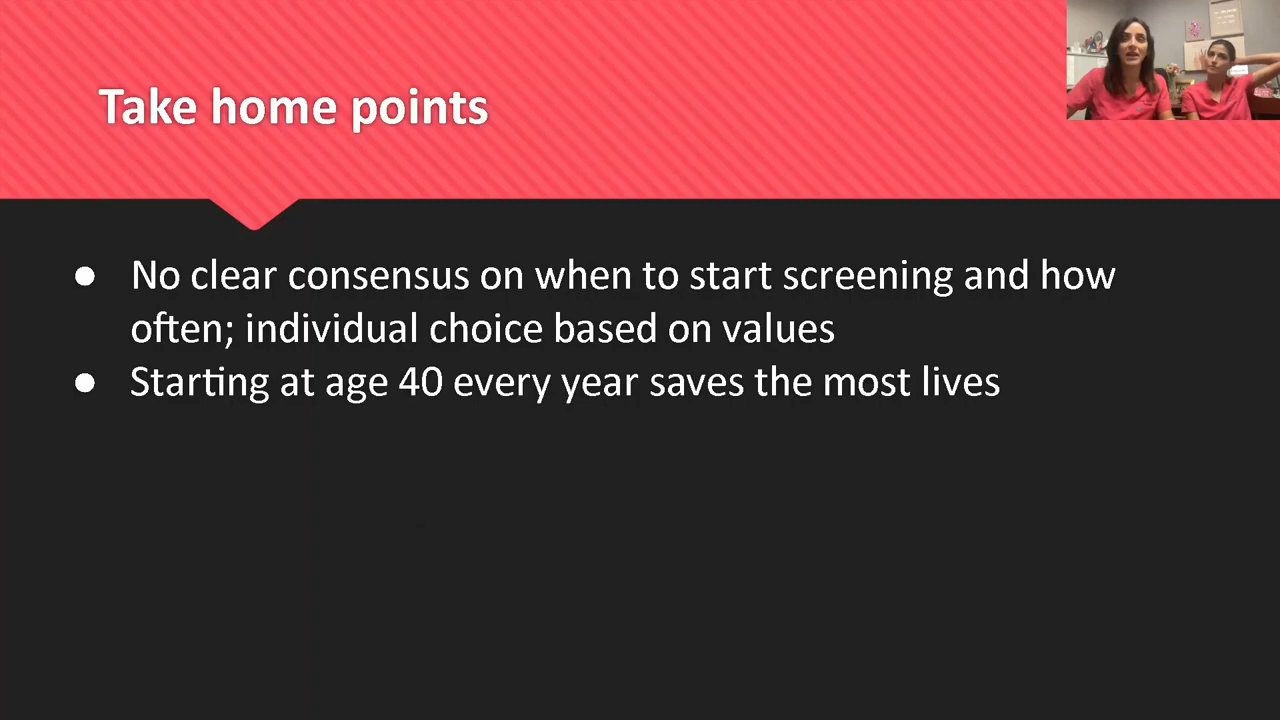 Take home points
● No clear consensus on when to start screening and how
often; individual choice based on values
● Starting at age 40 every year saves the most lives